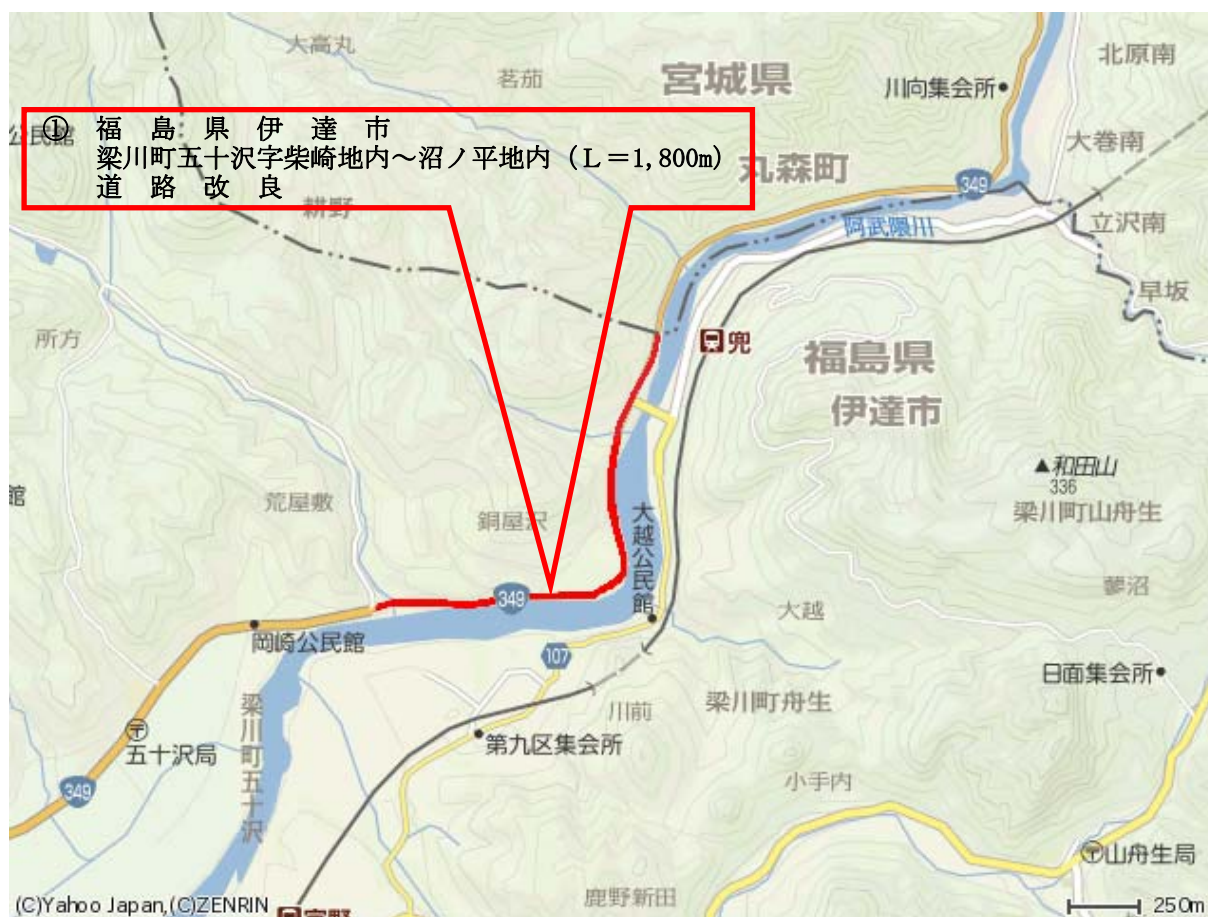 大高丸
茗茄
宮城県
川向集会所
北原南
公民館
① 福島県伊達市
梁川町五十沢字柴崎地内～沼ノ平地内（L＝1,800m）
道路改良
大巻南
丸森町
349
耕野
阿武隈川
立沢南
早坂
所方
兜
福島県
伊達市
▲和田山
336
館
荒屋敷
銅屋沢
梁川町山舟生
大越公民館
349
蓼沼
大越
岡崎公民館
107
日面集会所
梁川町舟生
川前
五十沢局
梁川町五十沢
第九区集会所
349
小手内
山舟生局
鹿野新田
(C)Yahoo Japan,(C)ZENRIN
250m